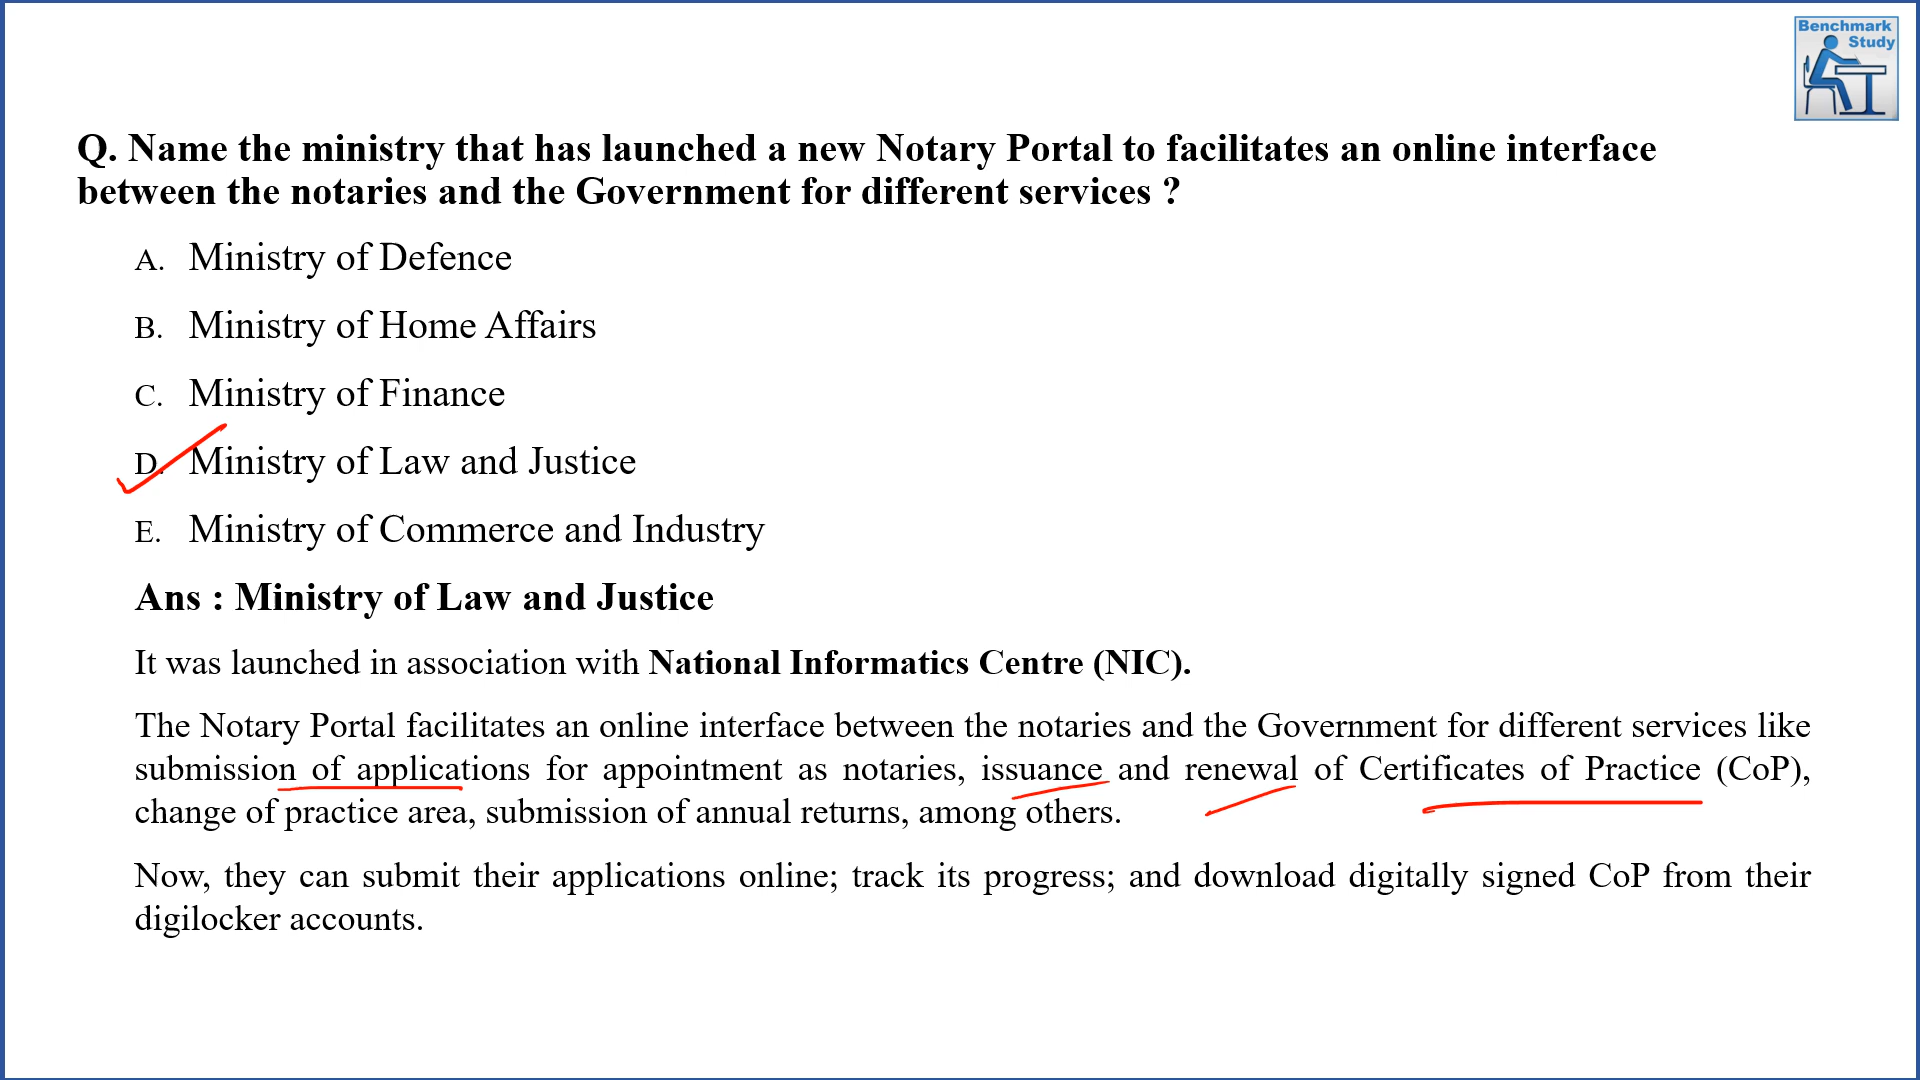 Benchmark
Study
Q. Name the ministry that has launched a new Notary Portal to facilitates an online interface
between the notaries and the Government for different services ?
A. Ministry of Defence
B. Ministry of Home Affairs
C. Ministry of Finance
D. Ministry of Law and Justice
E. Ministry of Commerce and Industry
Ans : Ministry of Law and Justice
It was launched in association with National Informatics Centre (NIC).
The Notary Portal facilitates an online interface between the notaries and the Government for different services like
submission of applications for appointment as notaries, issuance and renewal of Certificates of Practice (CoP),
change of practice area, submission of annual returns, among others.
Now, they can submit their applications online; track its progress; and download digitally signed CoP from their
digilocker accounts.